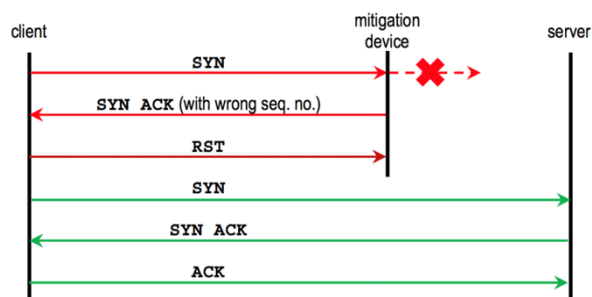 client
mitigation
device
server
SYN
SYN ACK (with wrong seq. no.)
RST
SYN
SYN ACK
ACK